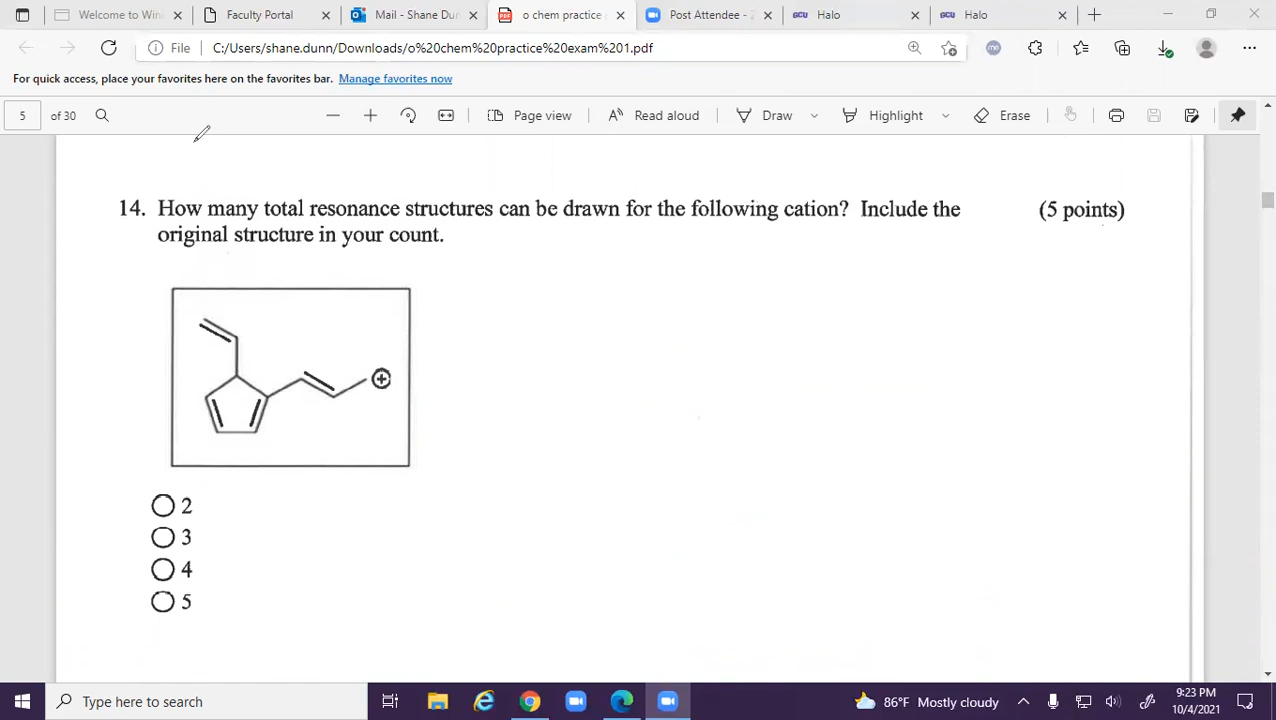 Welcome to Win
Faculty Portal
Mail - Shane Dun
o chem practice
Post Attendee - Z
Halo
Halo
File
C:/Users/shane.dunn/Downloads/o%20chem%20practice%20exam%201.pdf
For quick access, place your favorites here on the favorites bar. Manage favorites now
5 of 30
Page view
Read aloud
Draw
Highlight
Erase
14. How many total resonance structures can be drawn for the following cation? Include the (5 points)
original structure in your count.
+
2
3
4
5
Type here to search
86°F Mostly cloudy
9:23 PM
10/4/2021